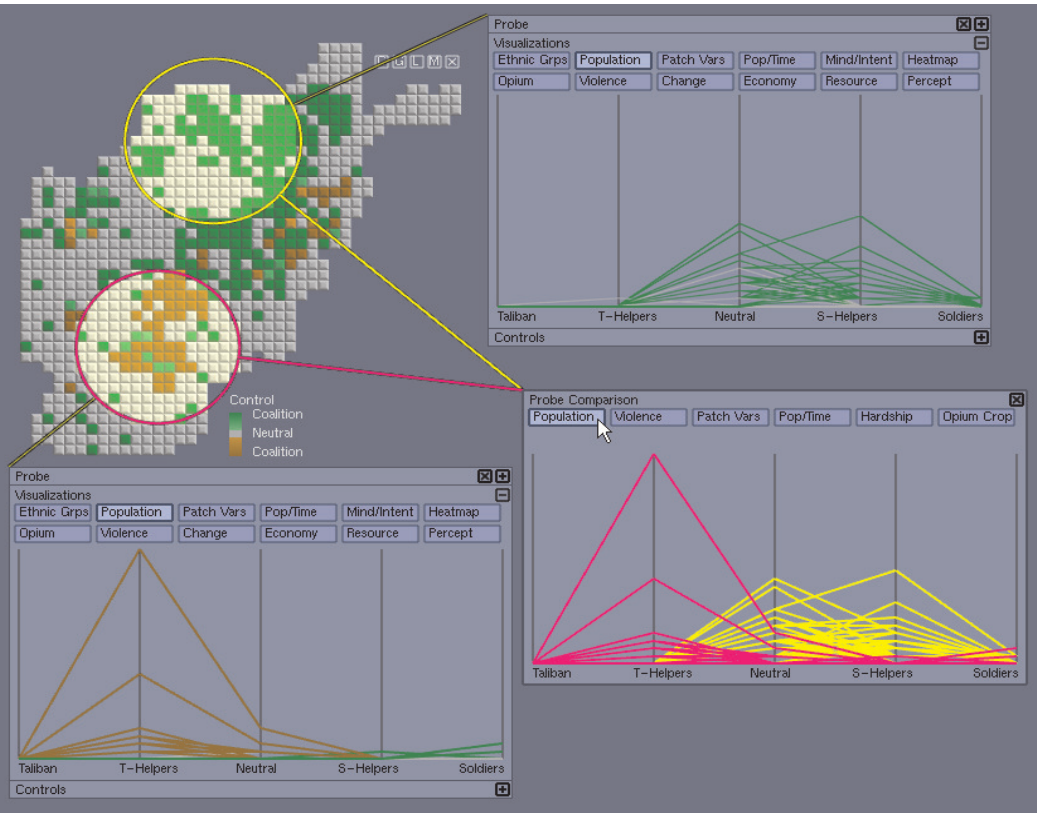 Probe
Visualizations
Ethnic Grps Population Patch Vars Pop/Time Mind/Intent Heatmap
Opium Violence Change Economy Resource Percept
Taliban T-Helpers Neutral S-Helpers Soldiers
Controls
G L M
Control
Coalition
Neutral
Coalition
Probe Comparison
Population Violence Patch Vars Pop/Time Hardship Opium Crop
Taliban T-Helpers Neutral S-Helpers Soldiers
Probe
Visualizations
Ethnic Grps Population Patch Vars Pop/Time Mind/Intent Heatmap
Opium Violence Change Economy Resource Percept
Taliban T-Helpers Neutral S-Helpers Soldiers
Controls